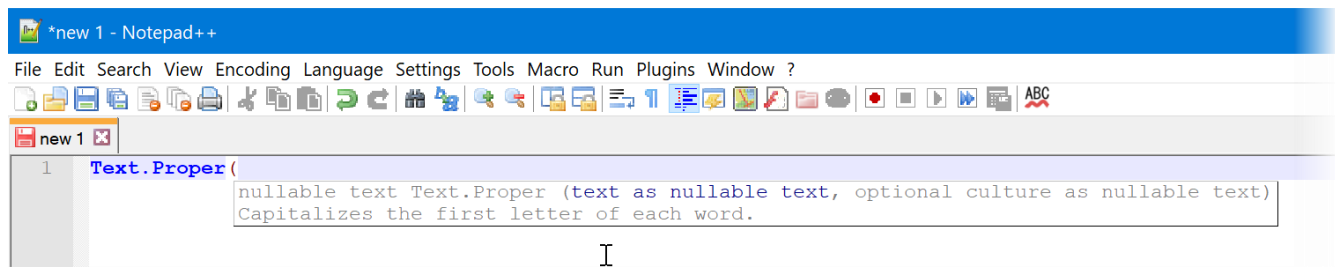 *new 1 - Notepad++
File Edit Search View Encoding Language Settings Tools Macro Run Plugins Window ?
ABC
new 1
1 Text.Proper(
nullable text Text.Proper (text as nullable text, optional culture as nullable text)
Capitalizes the first letter of each word.